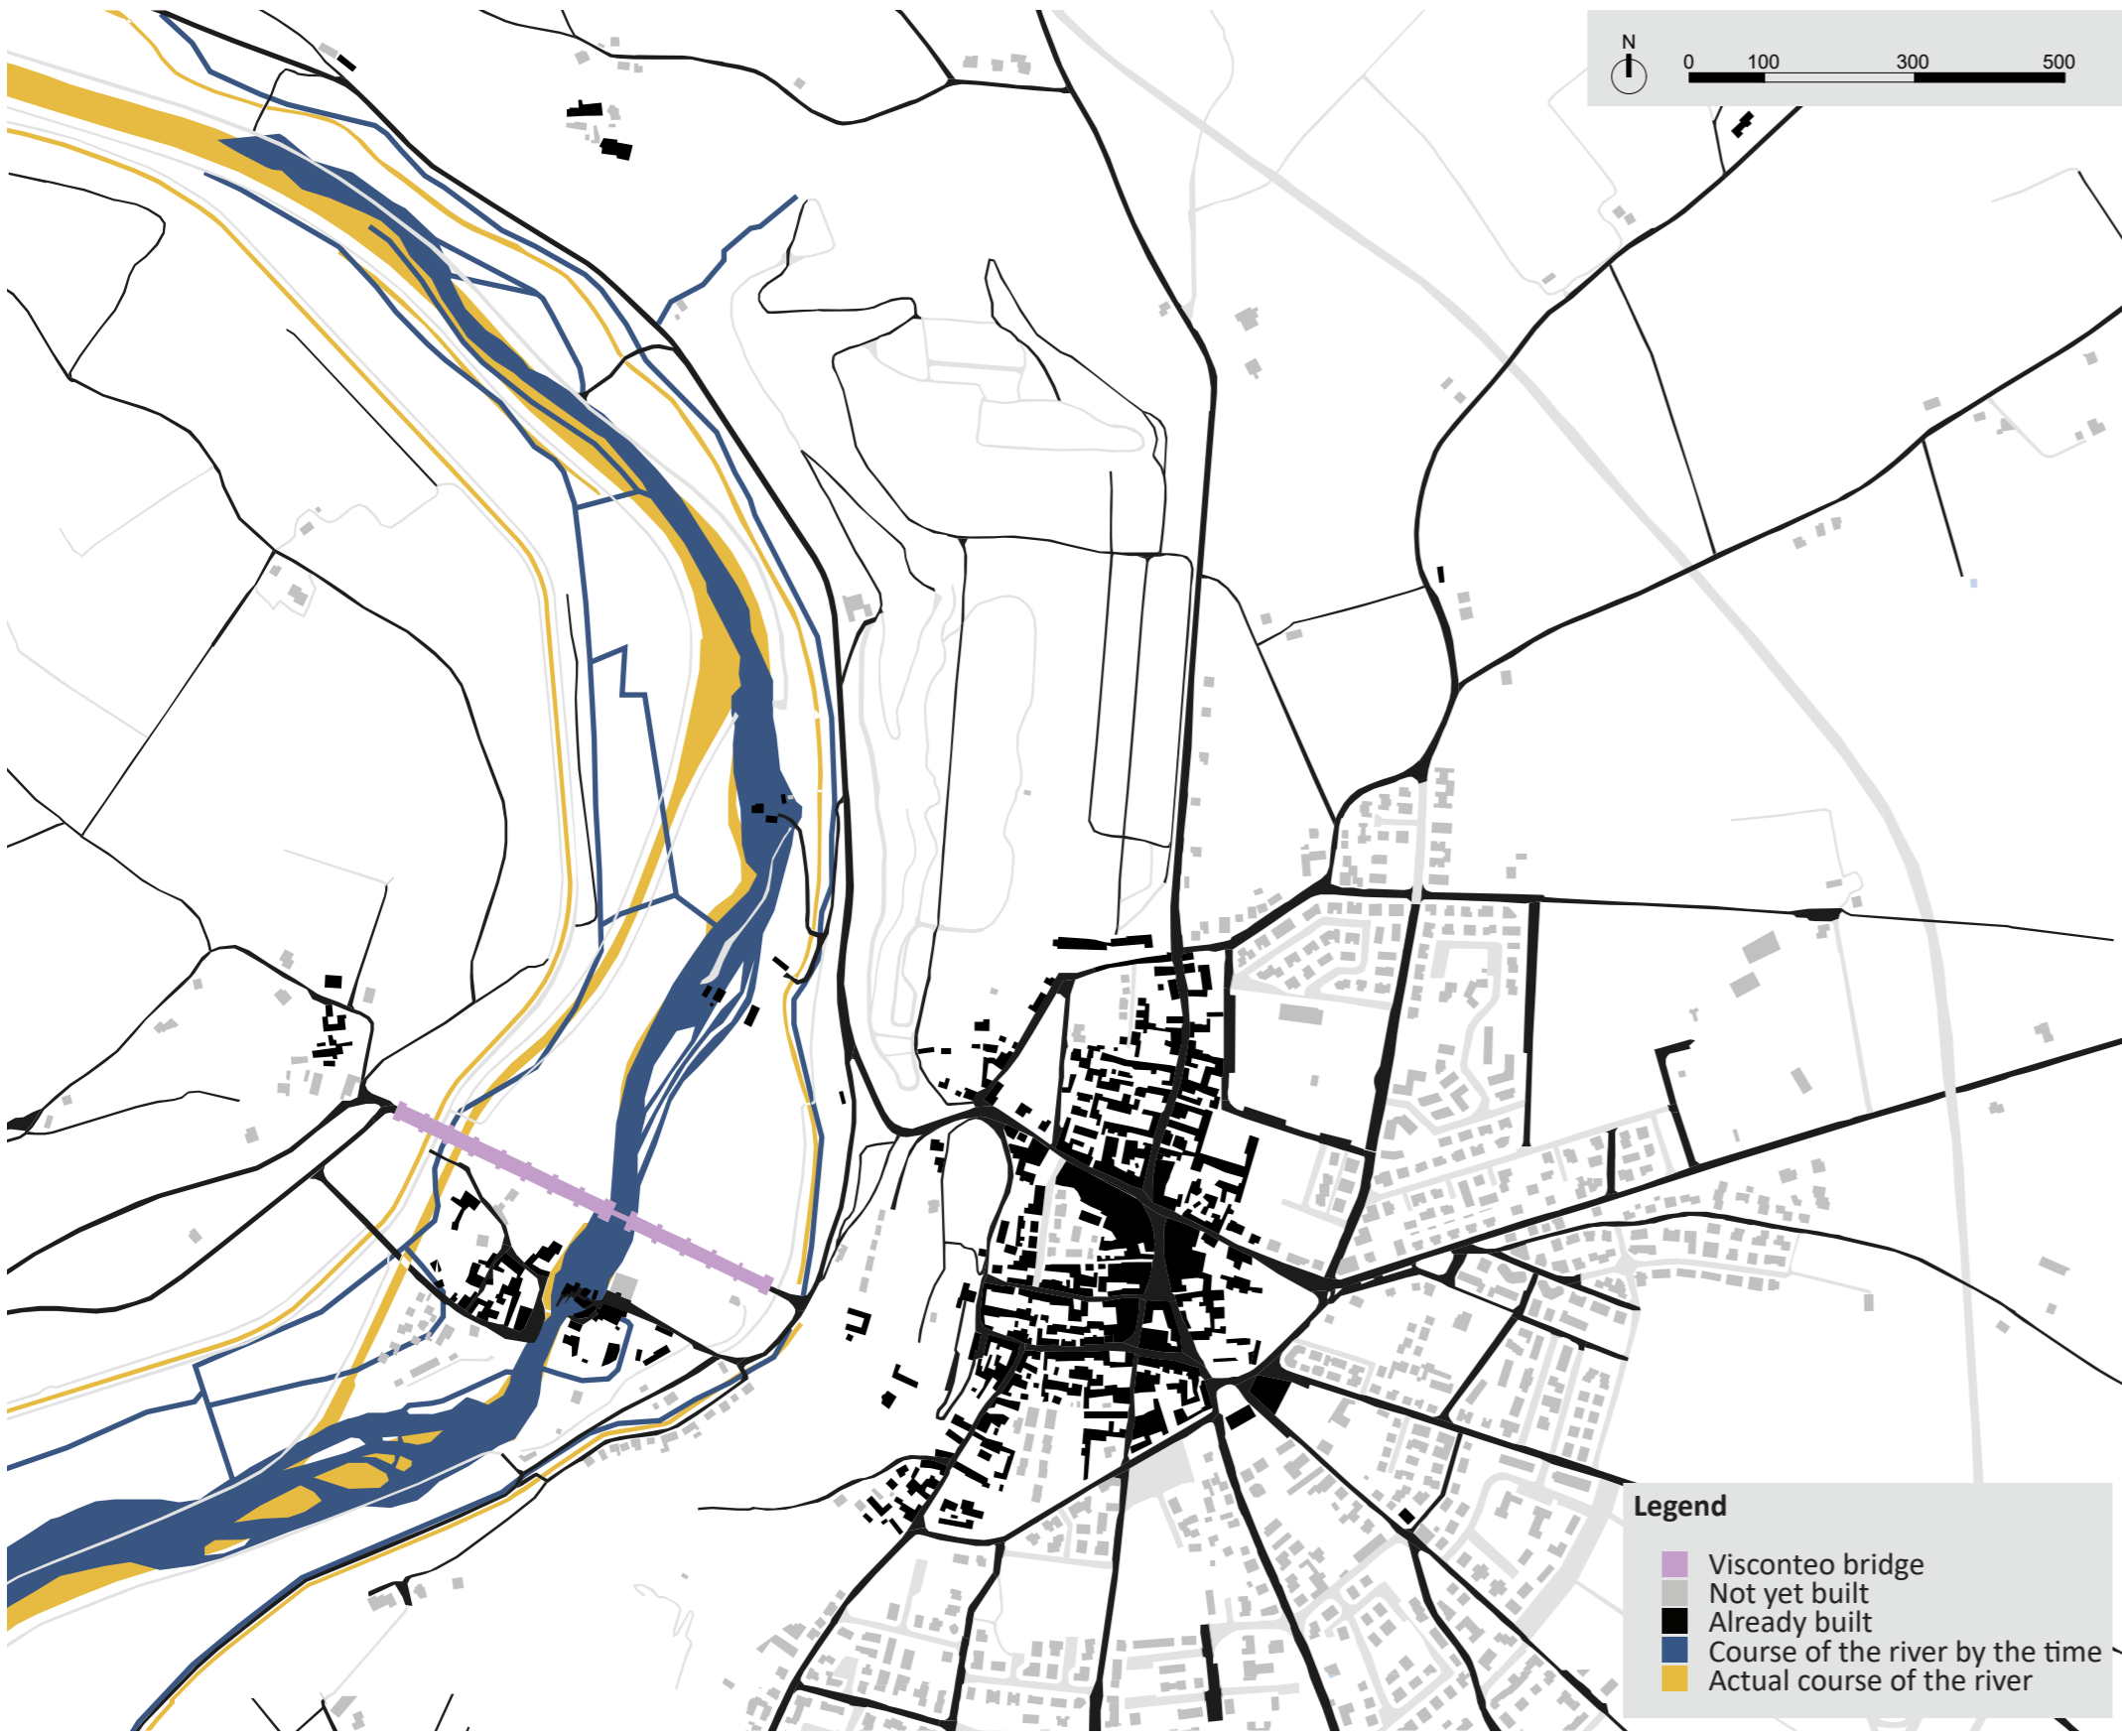 N
0 100 300 500
Legend
Visconteo bridge
Not yet built
Already built
Course of the river by the time
Actual course of the river